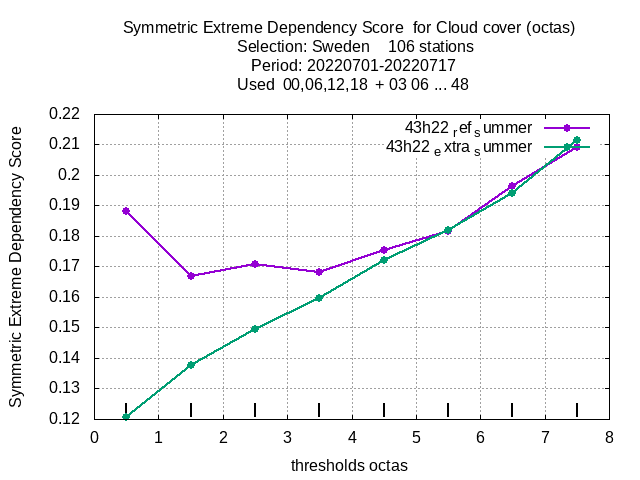 Symmetric Extreme Dependency Score for Cloud cover (octas)
Selection: Sweden 106 stations
Period: 20220701-20220717
Used 00,06,12,18 + 03 06 ... 48
43h22 ref summer
43h22 extra summer
Symmetric Extreme Dependency Score
0.22
0.21
0.2
0.19
0.18
0.17
0.16
0.15
0.14
0.13
0.12
0 1 2 3 4 5 6 7 8
thresholds octas